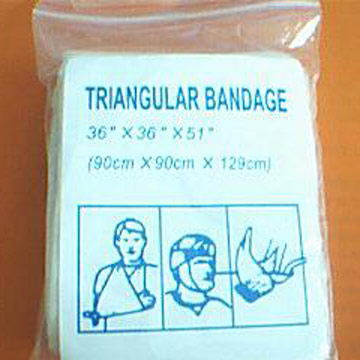 TRIANGULAR BANDAGE
36" X 36" X 51"
(90cm X 90cm X 129cm)